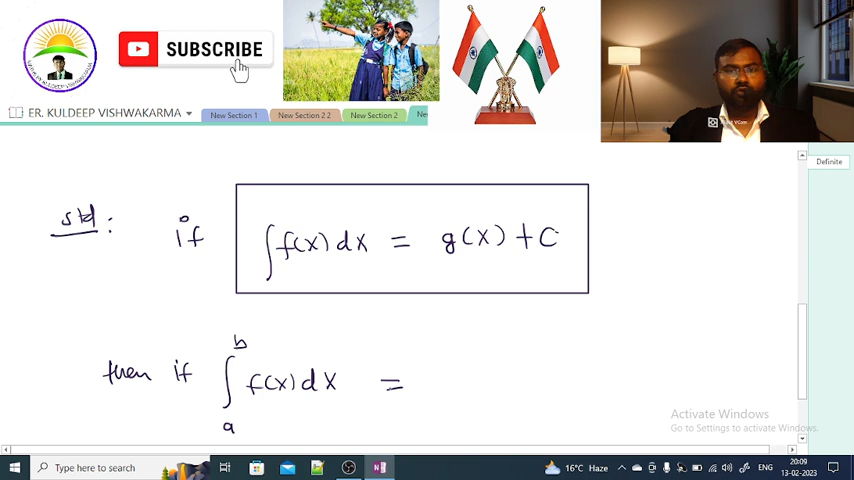 SUBSCRIBE
ER. KULDEEP VISHWAKARMA
New Section 1
New Section 2 2
New Section 2
Definite
std : if ∫f(x) dx = g(x) + C
then if ∫ₐᵇ f(x) dx =
Activate Windows
Go to Settings to activate Windows.
Type here to search
16°C Haze
ENG
20:09
13-02-2023